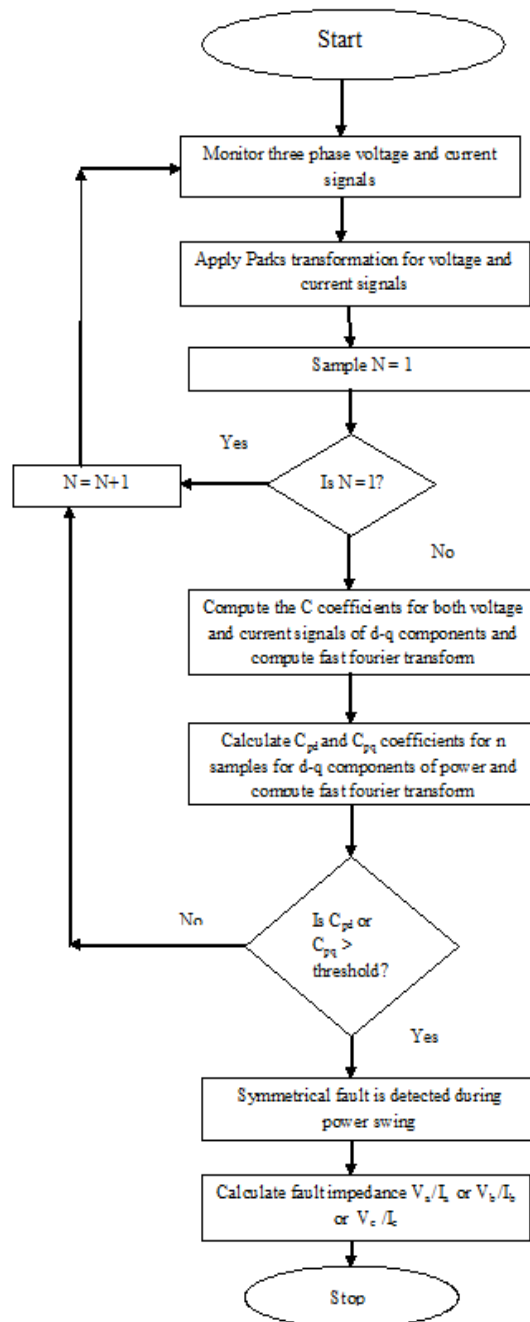 Start
Monitor three phase voltage and current
signals
Apply Parks transformation for voltage and
current signals
Sample N = 1
Yes
N = N+1
Is N = 1?
No
Compute the C coefficients for both voltage
and current signals of d-q components and
compute fast fourier transform
Calculate Cpd and Cpq coefficients for n
samples for d-q components of power and
compute fast fourier transform
No
Is Cpd or
Cpq >
threshold?
Yes
Symmetrical fault is detected during
power swing
Calculate fault impedance Va/Ia or Vb/Ib
or Vc /Ic
Stop